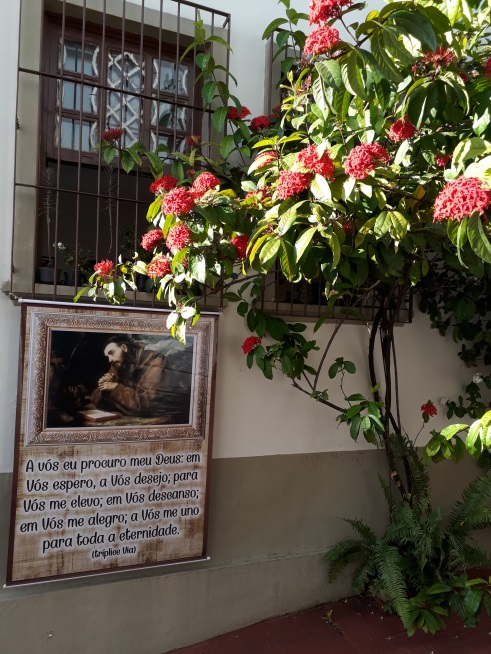 A vós eu procuro meu Deus: em
Vós espero, a Vós desejo; para
Vós me elevo; em Vós descanso;
em Vós me alegro; a Vós me uno
para toda a eternidade.
(tríplice Via)